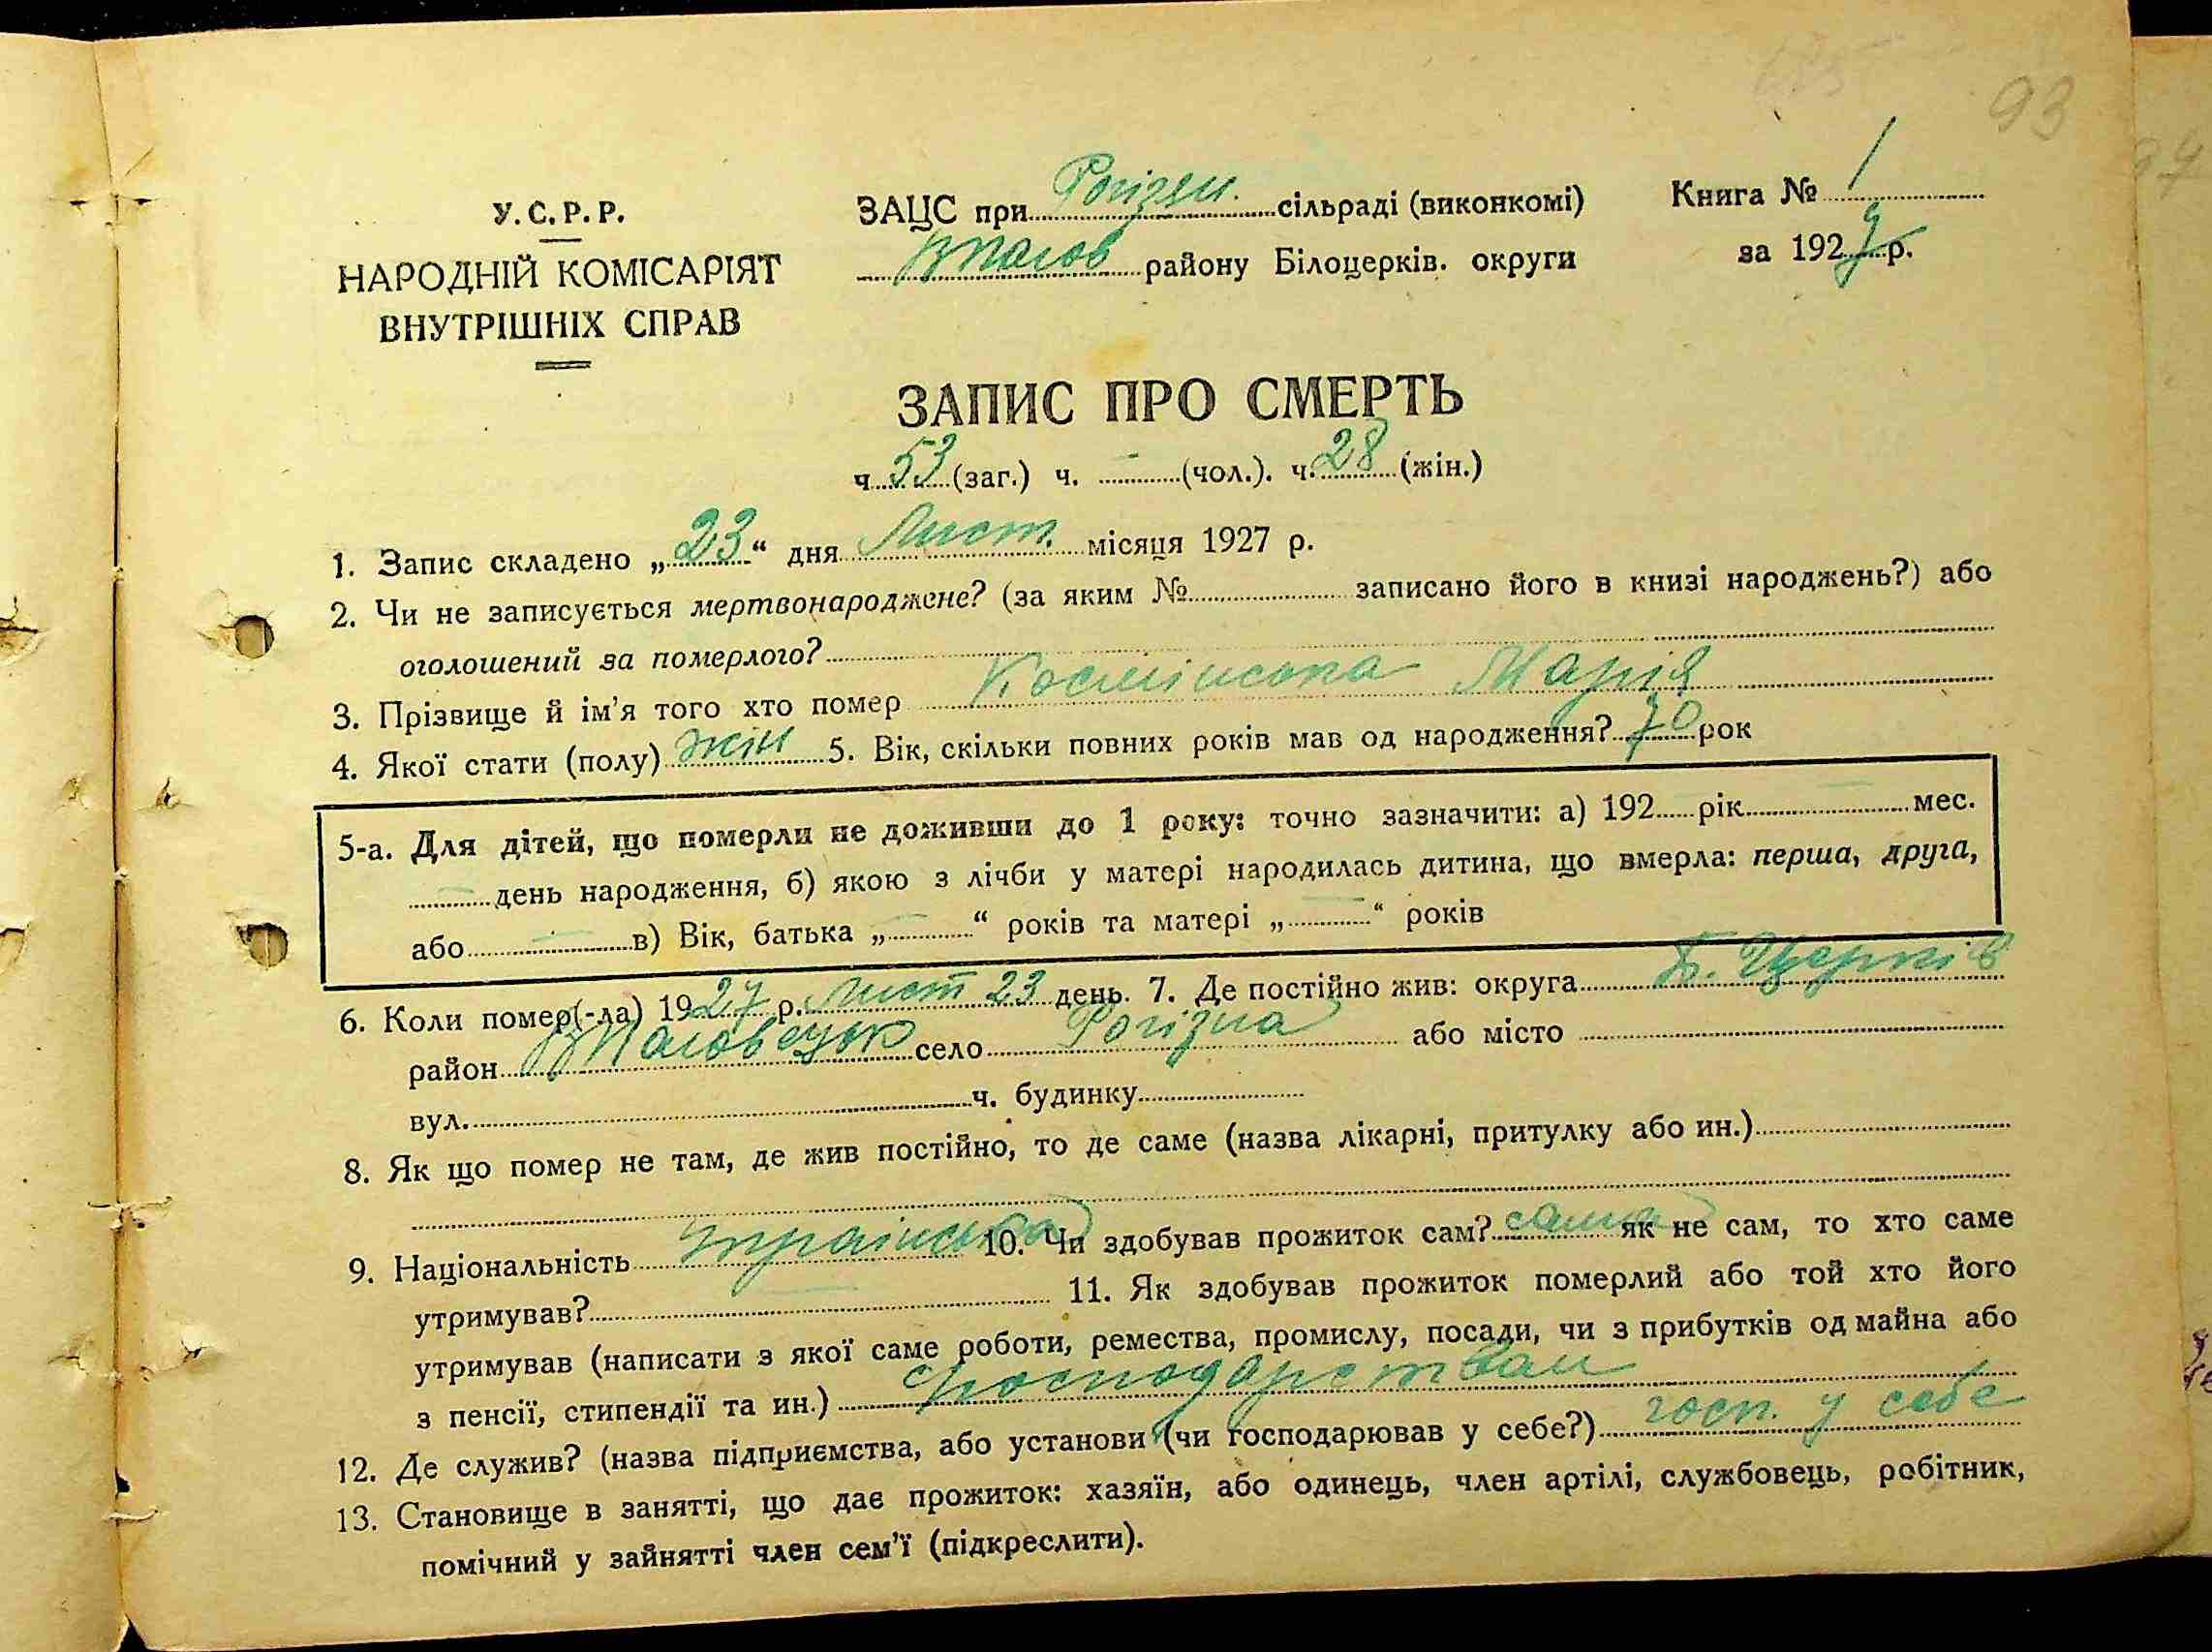 93
У.С.Р.Р.
НАРОДНІЙ КОМІСАРІЯТ
ВНУТРІШНІХ СПРАВ
ЗАЦС при Рогізян. сільраді (виконкомі)
району Білоцерків. округи
Книга № 1
за 1927 р.
ЗАПИС ПРО СМЕРТЬ
ч. 53 (заг.) ч. — (чол.). ч. 28 (жін.)
1. Запис складено „23“ дня Лист. місяця 1927 р.
2. Чи не записується мертвонароджене? (за яким № записано його в книзі народжень?) або
оголошений за померлого?
3. Прізвище й ім'я того хто помер Космінська Марія
4. Якої стати (полу) жін 5. Вік, скільки повних років мав од народження? 70 рок
5-а. Для дітей, що померли не доживши до 1 року: точно зазначити: а) 192 рік — мес.
— день народження, б) якою з лічби у матері народилась дитина, що вмерла: перша, друга,
або — в) Вік, батька „—“ років та матері „—“ років
6. Коли помер(-ла) 1927 р. лист 23 день. 7. Де постійно жив: округа Б. Церків
район село Рогізна або місто
вул. ч. будинку
8. Як що помер не там, де жив постійно, то де саме (назва лікарні, притулку або ин.)
9. Національність українська 10. Чи здобував прожиток сам? сама як не сам, то хто саме
утримував? — 11. Як здобував прожиток померлий або той хто його
утримував (написати з якої саме роботи, ремества, промислу, посади, чи з прибутків од майна або
з пенсії, стипендії та ин.)
12. Де служив? (назва підприємства, або установи (чи господарював у себе?) госп. у себе
13. Становище в занятті, що дає прожиток: хазяїн, або одинець, член артілі, службовець, робітник,
помічний у зайнятті член сем'ї (підкреслити).